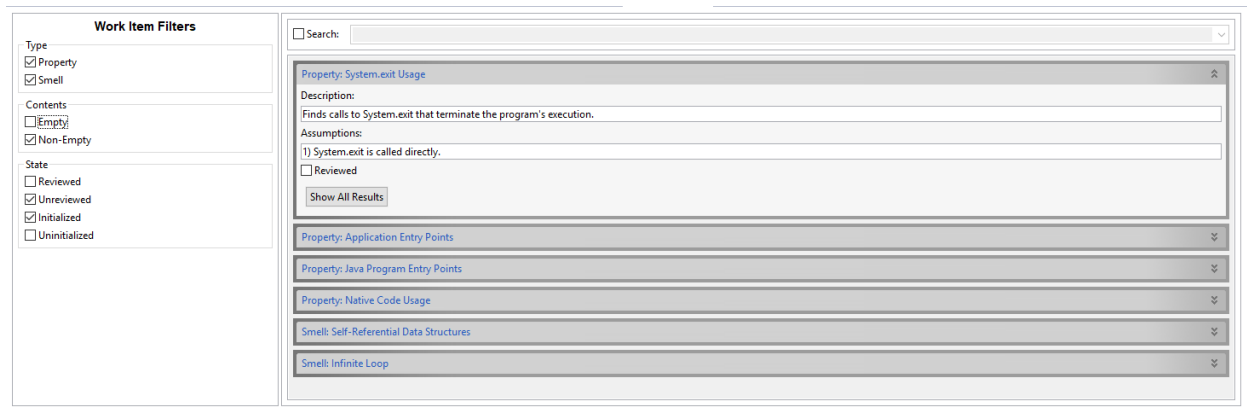 Work Item Filters
Type
Property
Smell
Contents
Empty
Non-Empty
State
Reviewed
Unreviewed
Initialized
Uninitialized
Search:
Property: System.exit Usage
Description:
Finds calls to System.exit that terminate the program's execution.
Assumptions:
1) System.exit is called directly.
Reviewed
Show All Results
Property: Application Entry Points
Property: Java Program Entry Points
Property: Native Code Usage
Smell: Self-Referential Data Structures
Smell: Infinite Loop